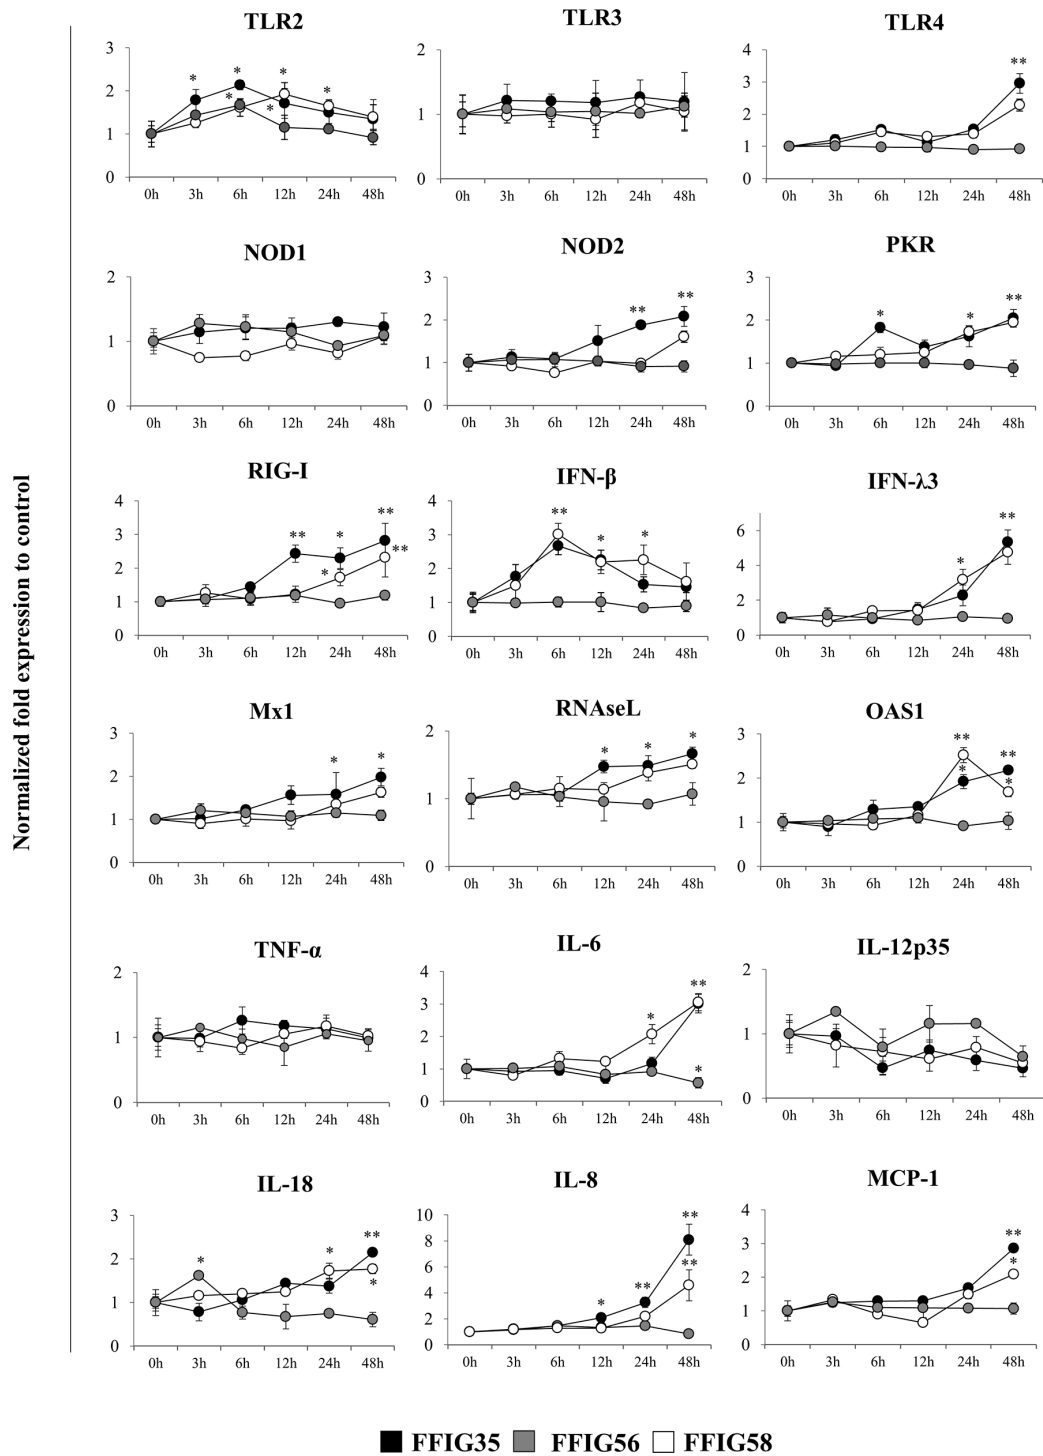 TLR2
TLR3
TLR4
3
2
1
0
0h 3h 6h 12h 24h 48h
* * * * * *
2
1
0
0h 3h 6h 12h 24h 48h
4
3
2
1
0
0h 3h 6h 12h 24h 48h
**
NOD1
NOD2
PKR
2
1
0
0h 3h 6h 12h 24h 48h
3
2
1
0
0h 3h 6h 12h 24h 48h
** **
3
2
1
0
0h 3h 6h 12h 24h 48h
* * **
Normalized fold expression to control
RIG-I
IFN-β
IFN-λ3
4
3
2
1
0
0h 3h 6h 12h 24h 48h
** * ** * **
4
3
2
1
0
0h 3h 6h 12h 24h 48h
** * *
6
4
2
0
0h 3h 6h 12h 24h 48h
* **
Mx1
RNAseL
OAS1
3
2
1
0
0h 3h 6h 12h 24h 48h
* *
2
1
0
0h 3h 6h 12h 24h 48h
* * *
3
2
1
0
0h 3h 6h 12h 24h 48h
** * ** *
TNF-α
IL-6
IL-12p35
2
1
0
0h 3h 6h 12h 24h 48h
4
3
2
1
0
0h 3h 6h 12h 24h 48h
* ** *
2
1
0
0h 3h 6h 12h 24h 48h
IL-18
IL-8
MCP-1
3
2
1
0
0h 3h 6h 12h 24h 48h
* * ** *
10
8
6
4
2
0
0h 3h 6h 12h 24h 48h
* ** ** **
4
3
2
1
0
0h 3h 6h 12h 24h 48h
** *
FFIG35 FFIG56 FFIG58